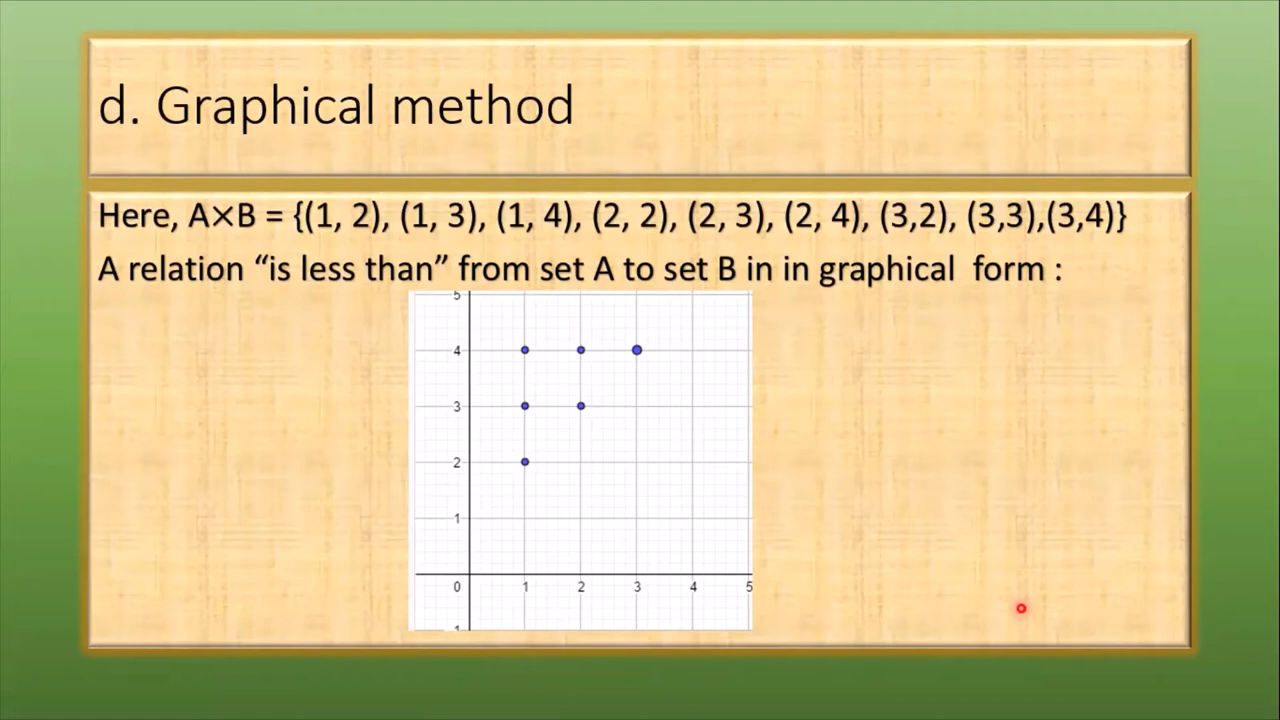 d. Graphical method
Here, A×B = {(1, 2), (1, 3), (1, 4), (2, 2), (2, 3), (2, 4), (3,2), (3,3),(3,4)}
A relation “is less than” from set A to set B in in graphical form :
5
4
3
2
1
0 1 2 3 4 5